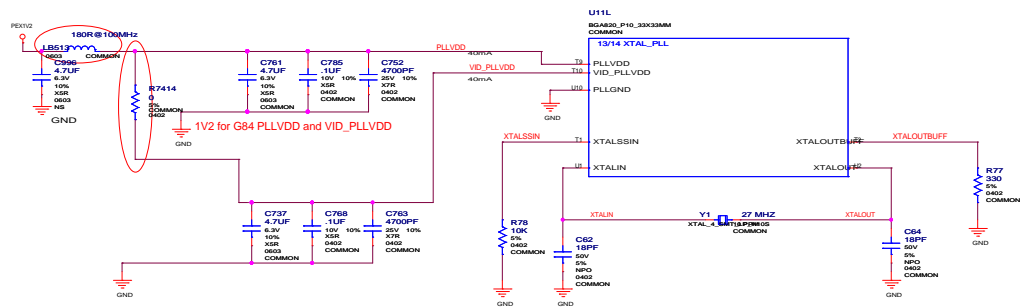 U11L
BGA820_P10_33X33MM
COMMON
PEX1V2
180R@100MHz
LB513
0603
COMMON
13/14 XTAL_PLL
PLLVDD
40mA
T9
PLLVDD
T10
VID_PLLVDD
VID_PLLVDD
40mA
C996
4.7UF
6.3V
10%
X5R
0603
NS
GND
R7414
0
5%
COMMON
0402
C761
4.7UF
6.3V
10%
X5R
0603
COMMON
C785
.1UF
10V 10%
X5R
0402
COMMON
C752
4700PF
25V 10%
X7R
0402
COMMON
U10
PLLGND
GND
GND
1V2 for G84 PLLVDD and VID_PLLVDD
XTALSSIN
T1
XTALSSIN
XTALOUTBUFF
T2
XTALOUTBUFF
U1
XTALIN
XTALOUT
U2
R77
330
5%
0402
COMMON
GND
C737
4.7UF
6.3V
10%
X5R
0603
COMMON
C768
.1UF
10V 10%
X5R
0402
COMMON
C763
4700PF
25V 10%
X7R
0402
COMMON
GND
R78
10K
5%
0402
COMMON
GND
XTALIN
Y1
27 MHZ
COMMON
XTALOUT
C62
18PF
50V
5%
NPO
0402
COMMON
GND
C64
18PF
50V
5%
NPO
0402
COMMON
GND